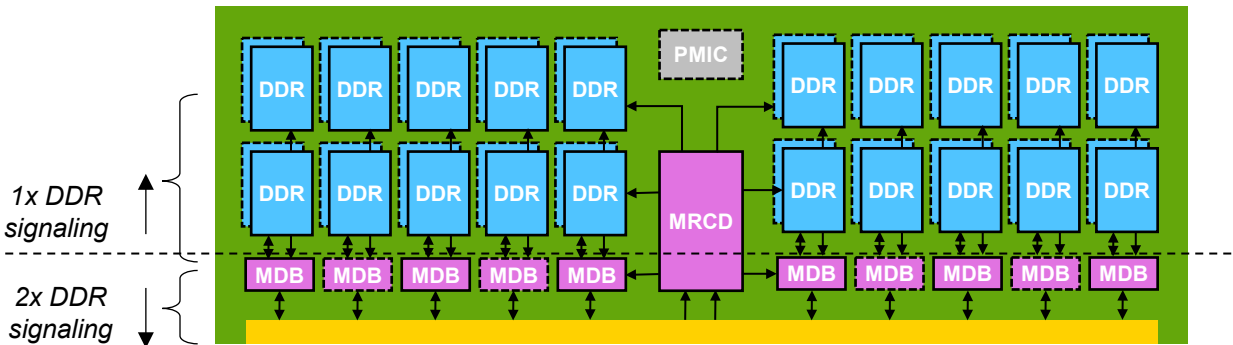 PMIC
DDR DDR DDR DDR DDR DDR DDR DDR DDR DDR
DDR DDR DDR DDR DDR DDR DDR DDR DDR DDR
1x DDR
signaling
MRCD
MDB MDB MDB MDB MDB MDB MDB MDB MDB MDB
2x DDR
signaling